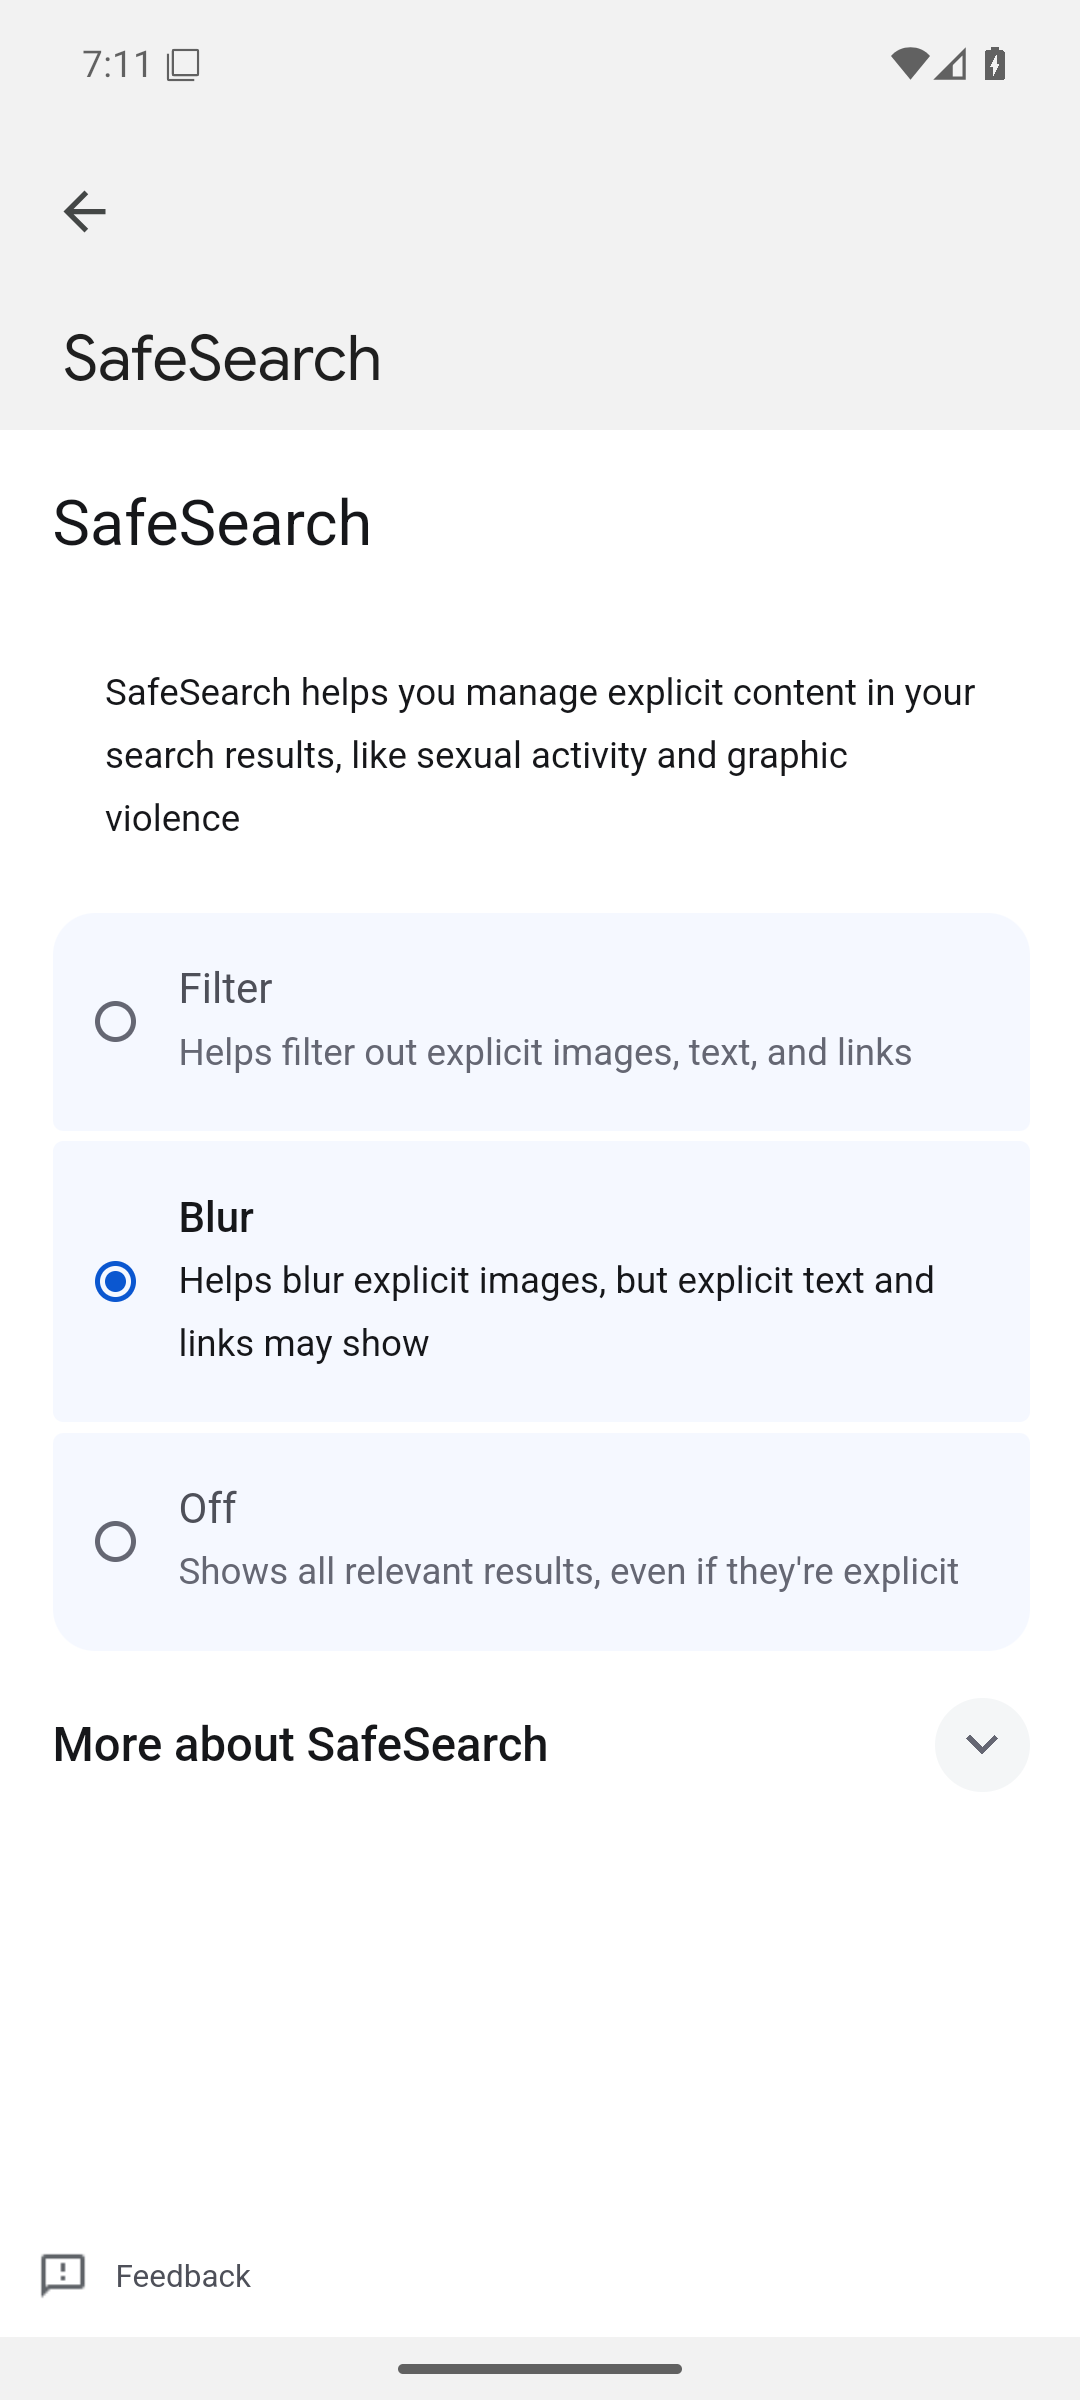 7:11
SafeSearch
SafeSearch
SafeSearch helps you manage explicit content in your
search results, like sexual activity and graphic
violence
Filter
Helps filter out explicit images, text, and links
Blur
Helps blur explicit images, but explicit text and
links may show
Off
Shows all relevant results, even if they're explicit
More about SafeSearch
Feedback